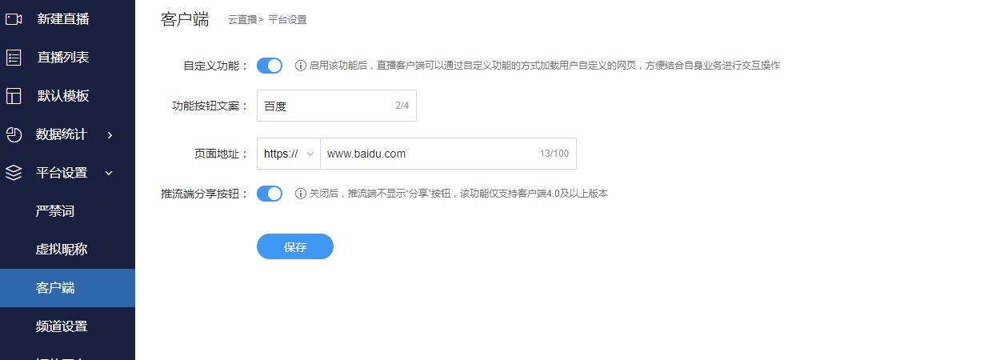 新建直播
直播列表
默认模板
数据统计
平台设置
严禁词
虚拟昵称
客户端
频道设置
客户端 云直播> 平台设置
自定义功能： 启用该功能后，直播客户端可以通过自定义功能的方式加载用户自定义的网页，方便结合自身业务进行交互操作
功能按钮文案： 百度 2/4
页面地址： https:// www.baidu.com 13/100
推流端分享按钮： 关闭后，推流端不显示“分享”按钮，该功能仅支持客户端4.0及以上版本
保存